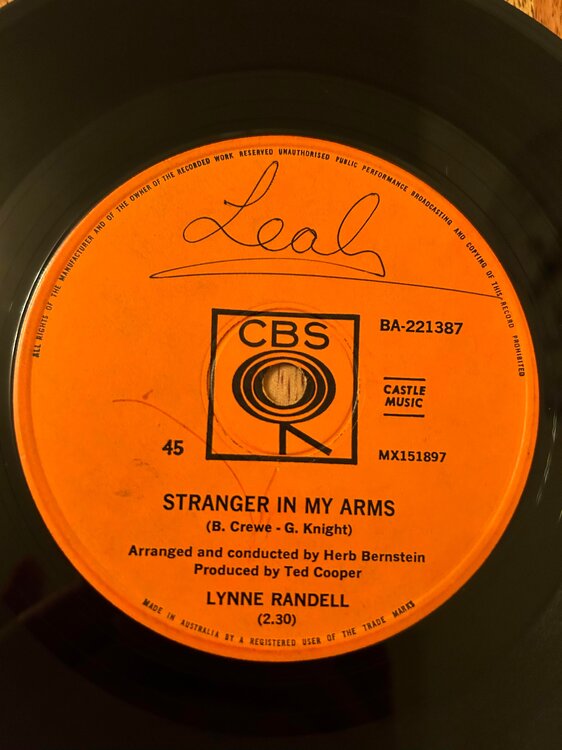 ALL RIGHTS OF THE MANUFACTURER AND OF THE OWNER OF THE RECORDED WORK RESERVED UNAUTHORISED PUBLIC PERFORMANCE BROADCASTING AND COPYING OF THIS RECORD PROHIBITED
Leah
CBS
BA-221387
CASTLE
MUSIC
45
MX151897
STRANGER IN MY ARMS
(B. Crewe - G. Knight)
Arranged and conducted by Herb Bernstein
Produced by Ted Cooper
LYNNE RANDELL
(2.30)
MADE IN AUSTRALIA BY A REGISTERED USER OF THE TRADE MARKS